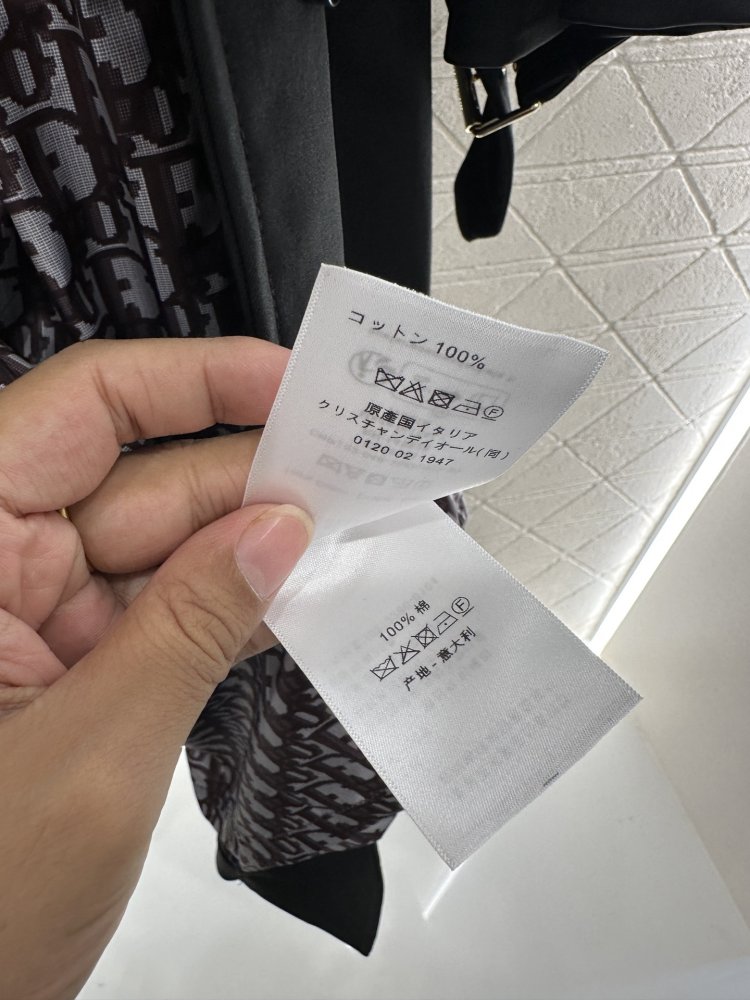 コットン 100%
原産国イタリア
クリスチャンディオール(同)
0120 02 1947
100% 棉
产地 - 意大利